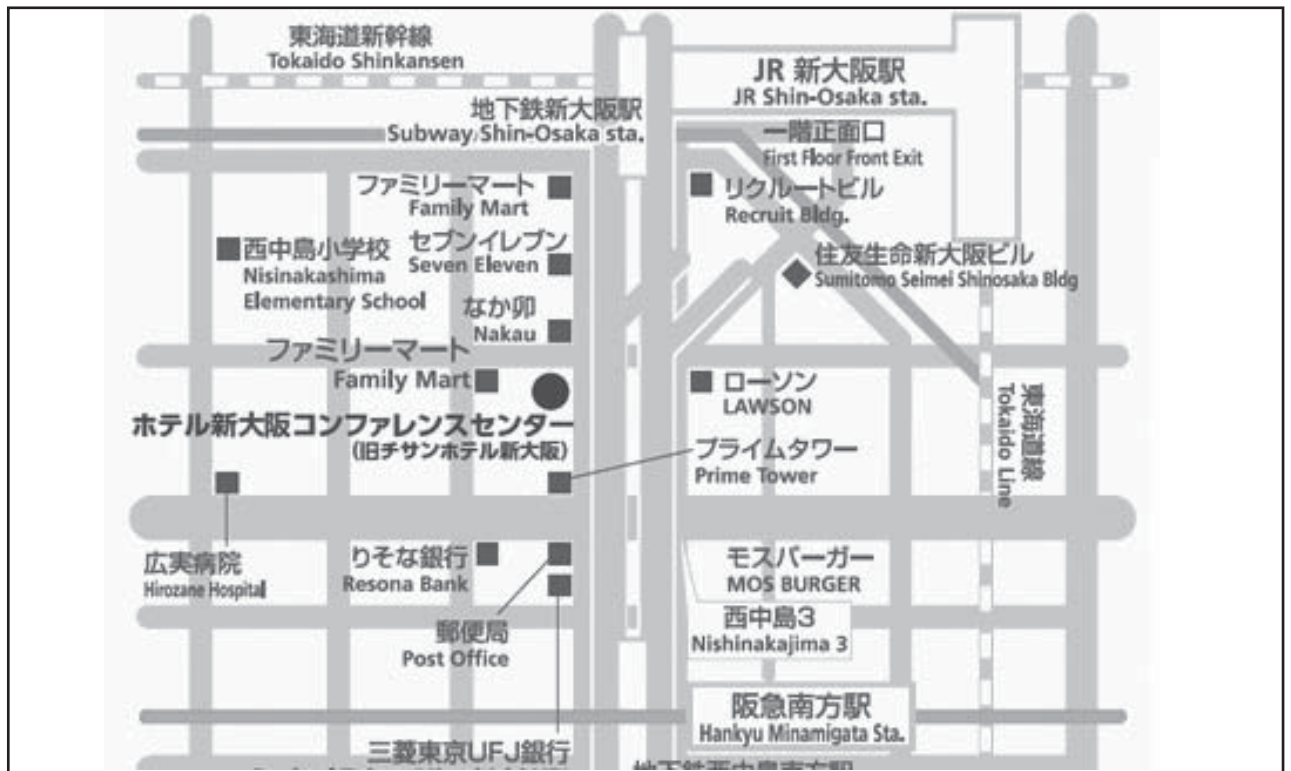 東海道新幹線
Tokaido Shinkansen
JR 新大阪駅
JR Shin-Osaka sta.
地下鉄新大阪駅
Subway Shin-Osaka sta.
一階正面口
First Floor Front Exit
ファミリーマート
Family Mart
リクルートビル
Recruit Bldg.
西中島小学校
Nisinakashima
Elementary School
セブンイレブン
Seven Eleven
住友生命新大阪ビル
Sumitomo Seimei Shinosaka Bldg
なか卯
Nakau
ファミリーマート
Family Mart
ローソン
LAWSON
東海道線
Tokaido Line
ホテル新大阪コンファレンスセンター
(旧チサンホテル新大阪)
プライムタワー
Prime Tower
広実病院
Hirozane Hospital
りそな銀行
Resona Bank
モスバーガー
MOS BURGER
西中島3
Nishinakajima 3
郵便局
Post Office
阪急南方駅
Hankyu Minamigata Sta.
三菱東京UFJ銀行
地下鉄西中島南方駅